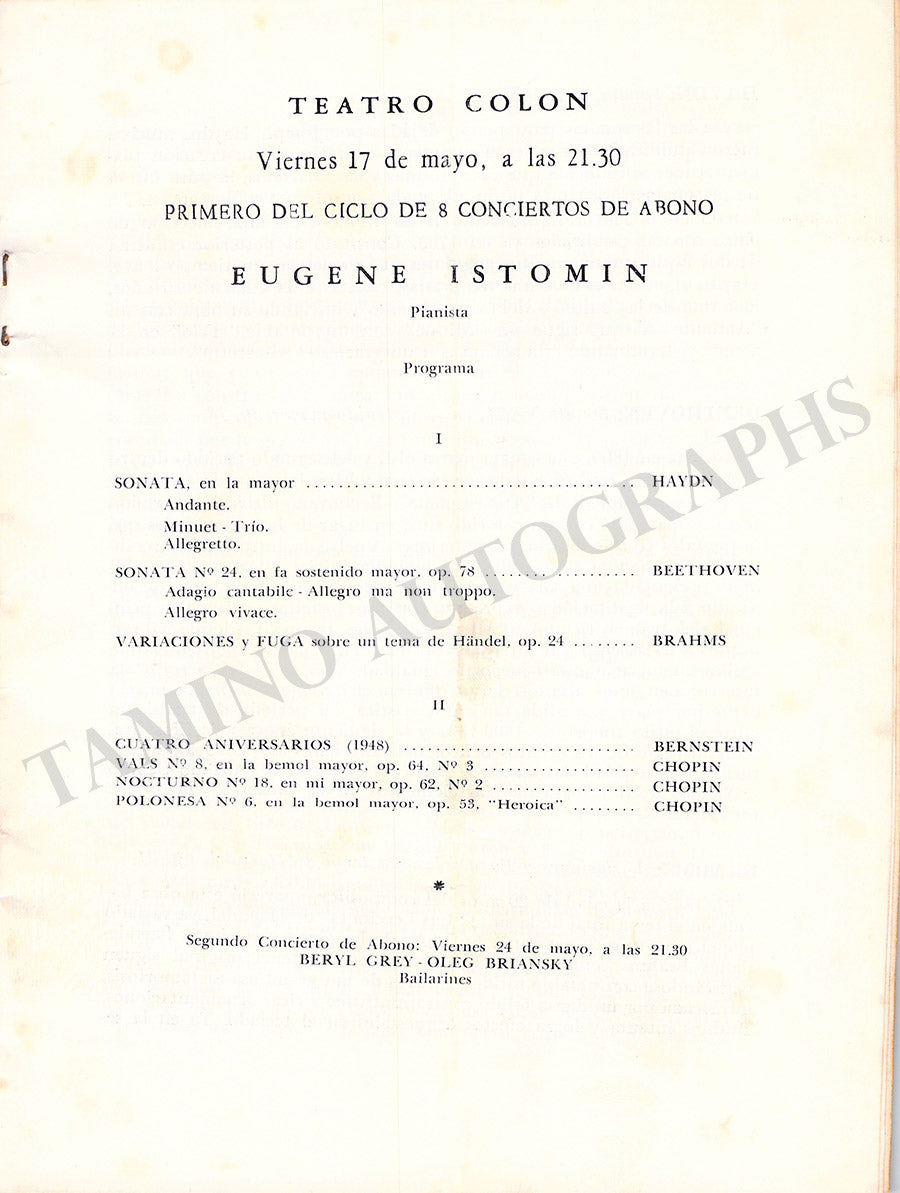 TEATRO COLON
Viernes 17 de mayo, a las 21.30
PRIMERO DEL CICLO DE 8 CONCIERTOS DE ABONO
EUGENE ISTOMIN
Pianista
Programa
I
SONATA, en la mayor ........................................ HAYDN
Andante.
Minuet - Trío.
Allegretto.
SONATA Nº 24, en fa sostenido mayor, op. 78 ................... BEETHOVEN
Adagio cantabile - Allegro ma non troppo.
Allegro vivace.
VARIACIONES y FUGA sobre un tema de Händel, op. 24 ........ BRAHMS
II
CUATRO ANIVERSARIOS (1948) ............................ BERNSTEIN
VALS Nº 8, en la bemol mayor, op. 64, Nº 3 .................. CHOPIN
NOCTURNO Nº 18, en mi mayor, op. 62, Nº 2 ................. CHOPIN
POLONESA Nº 6, en la bemol mayor, op. 53, "Heroica" ........ CHOPIN
*
Segundo Concierto de Abono: Viernes 24 de mayo, a las 21.30
BERYL GREY - OLEG BRIANSKY
Bailarines
TAMINO AUTOGRAPHS